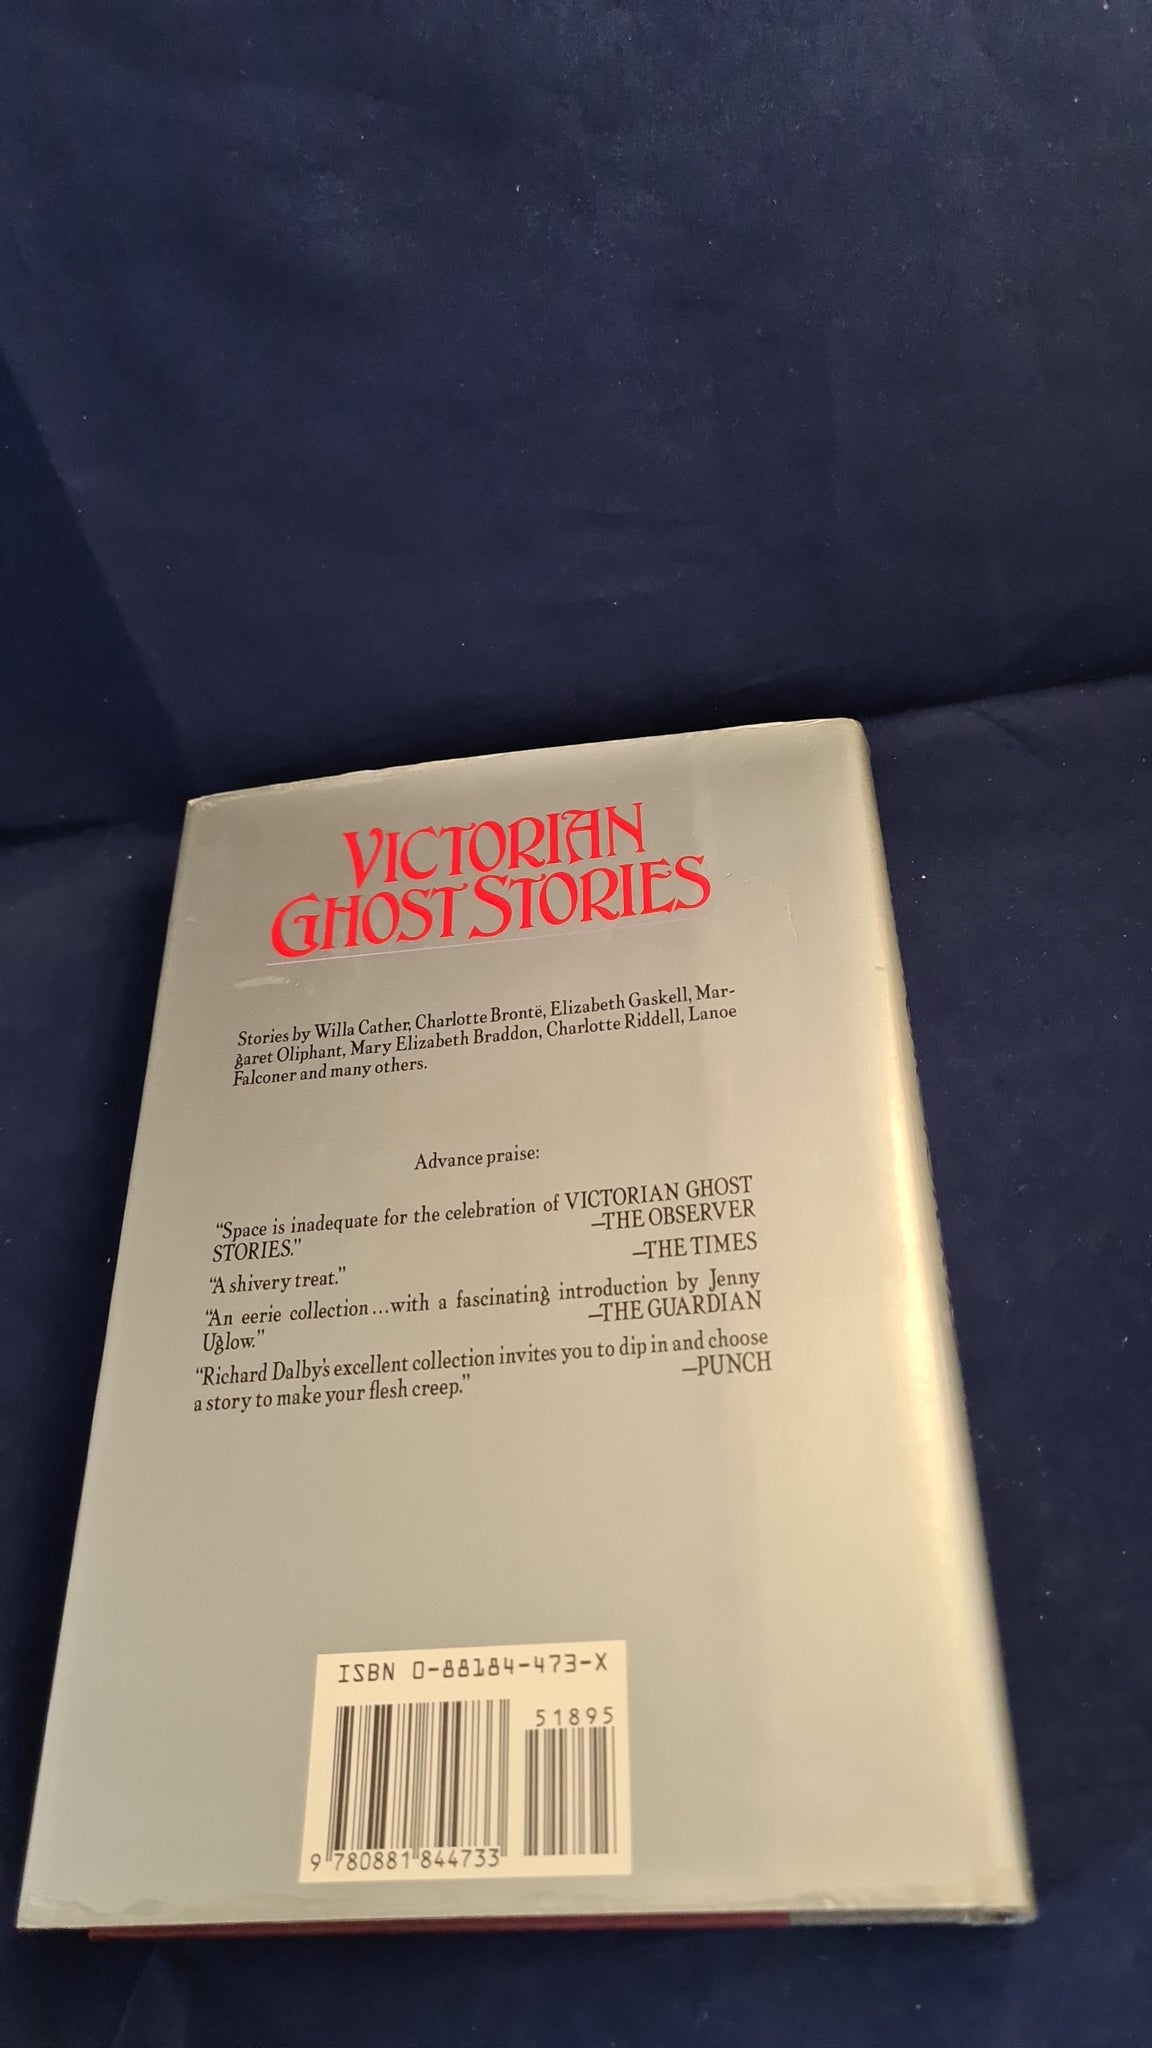 VICTORIAN
GHOST STORIES
Stories by Willa Cather, Charlotte Brontë, Elizabeth Gaskell, Mar-
garet Oliphant, Mary Elizabeth Braddon, Charlotte Riddell, Lanoe
Falconer and many others.
Advance praise:
“Space is inadequate for the celebration of VICTORIAN GHOST
STORIES.” —THE OBSERVER
“A shivery treat.” —THE TIMES
“An eerie collection...with a fascinating introduction by Jenny
Uglow.” —THE GUARDIAN
“Richard Dalby's excellent collection invites you to dip in and choose
a story to make your flesh creep.” —PUNCH
ISBN 0-88184-473-X
51895
9 780881 844733